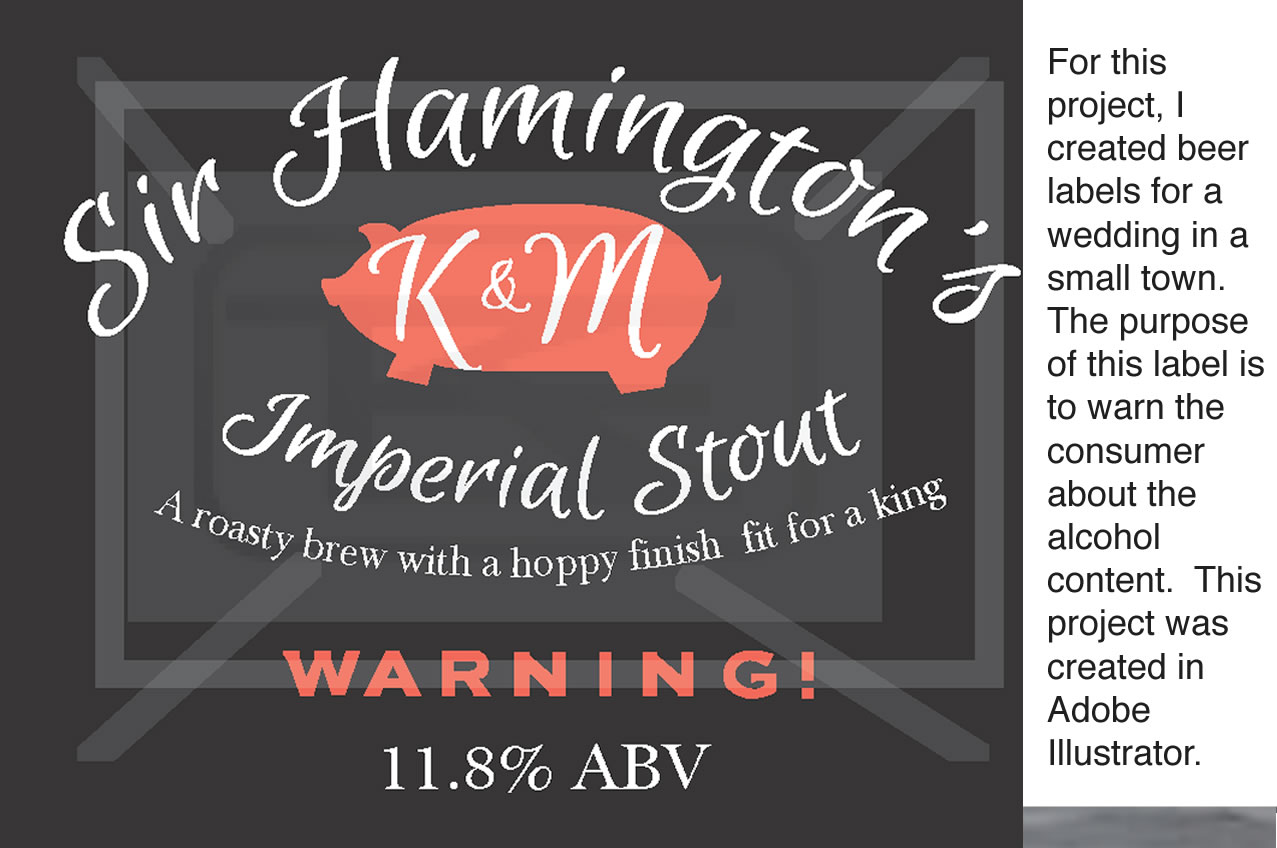 Sir Hamington's
K & M
Imperial Stout
A roasty brew with a hoppy finish  fit for a king
WARNING!
11.8% ABV
For this
project, I
created beer
labels for a
wedding in a
small town.
The purpose
of this label is
to warn the
consumer
about the
alcohol
content.  This
project was
created in
Adobe
Illustrator.